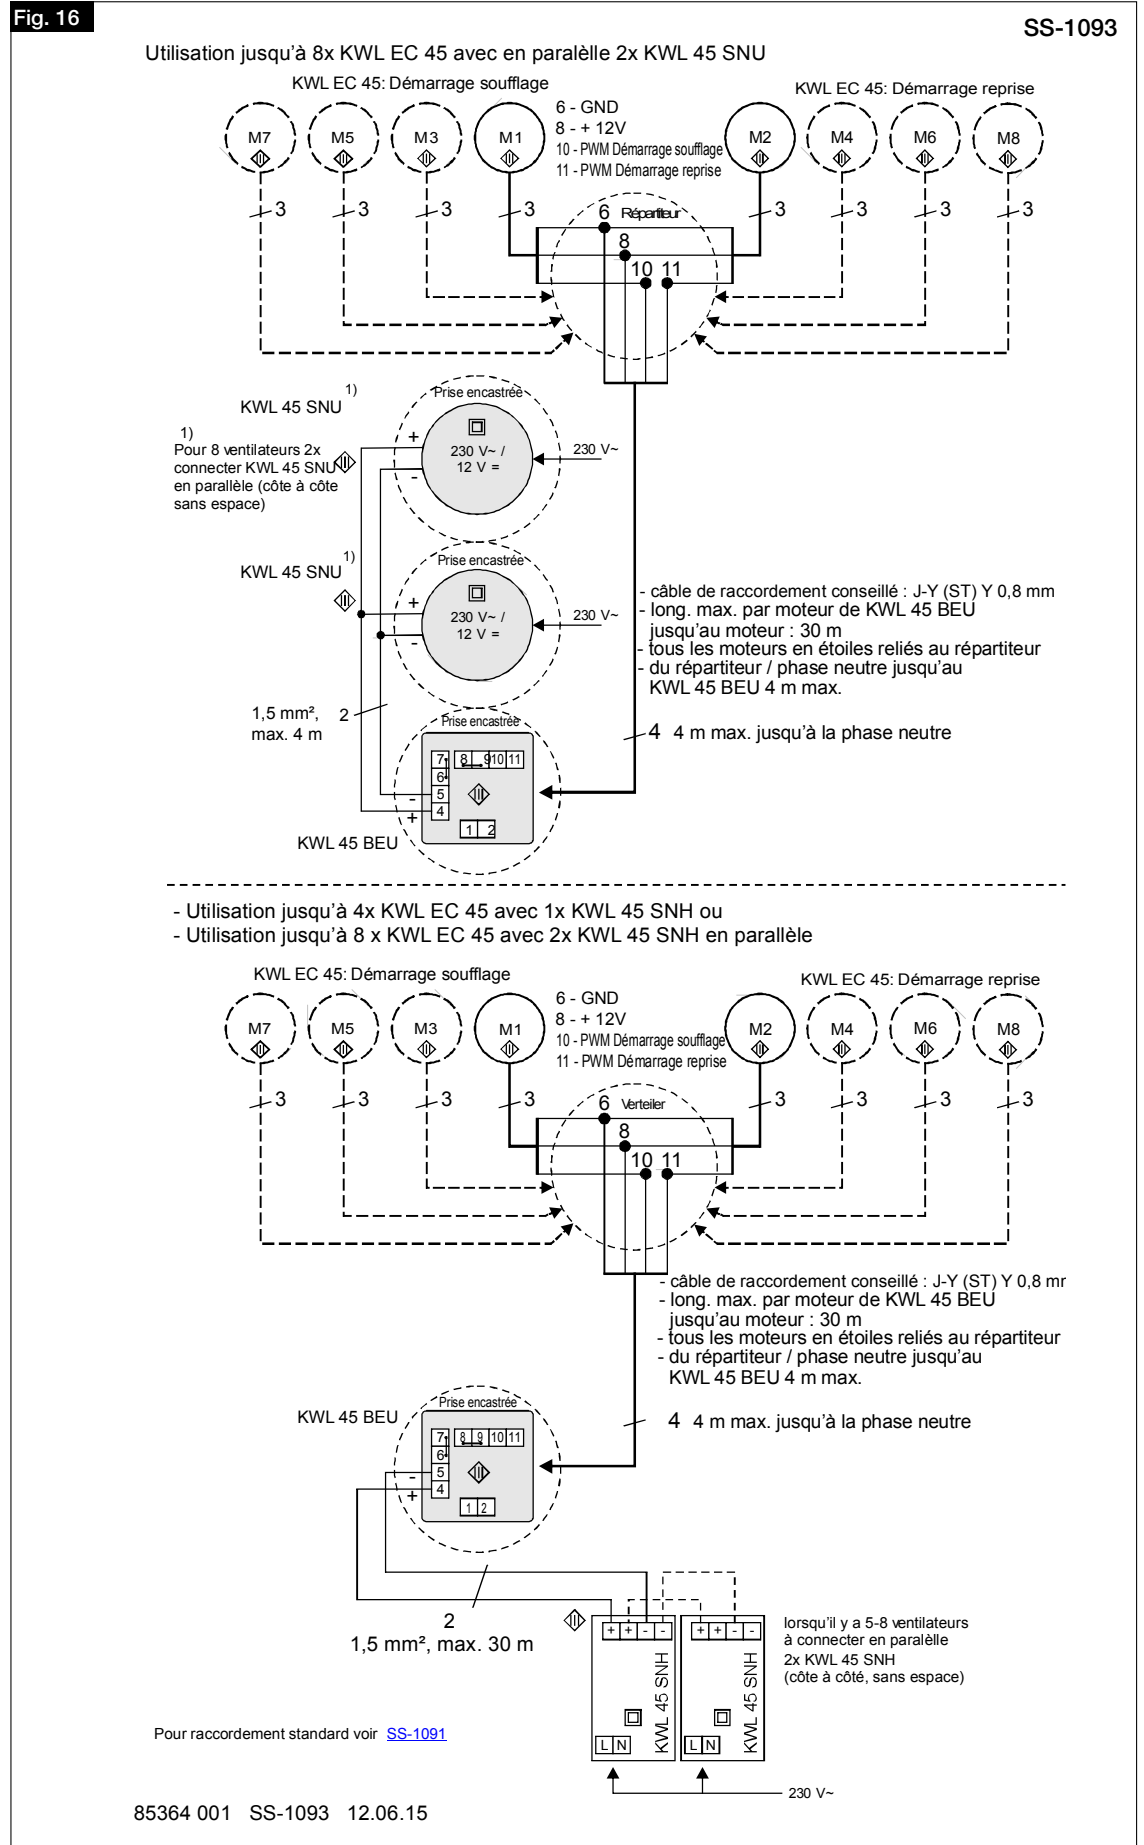 Fig. 16
SS-1093
Utilisation jusqu'à 8x KWL EC 45 avec en paralèlle 2x KWL 45 SNU
KWL EC 45: Démarrage soufflage
KWL EC 45: Démarrage reprise
6 - GND
8 - + 12V
10 - PWM Démarrage soufflage
11 - PWM Démarrage reprise
M7 M5 M3 M1 M2 M4 M6 M8
3 3 3 3 3 3 3 3
6 Répartiteur
8
10 11
KWL 45 SNU 1)
Prise encastrée
1)
Pour 8 ventilateurs 2x
connecter KWL 45 SNU
en parallèle (côte à côte
sans espace)
+
-
230 V~ /
12 V =
230 V~
KWL 45 SNU 1)
Prise encastrée
+
-
230 V~ /
12 V =
230 V~
- câble de raccordement conseillé : J-Y (ST) Y 0,8 mm
- long. max. par moteur de KWL 45 BEU
jusqu'au moteur : 30 m
- tous les moteurs en étoiles reliés au répartiteur
- du répartiteur / phase neutre jusqu'au
KWL 45 BEU 4 m max.
1,5 mm²,
max. 4 m
2
4 4 m max. jusqu'à la phase neutre
Prise encastrée
7 8 9 10 11
6
- 5
+ 4
1 2
KWL 45 BEU
- Utilisation jusqu'à 4x KWL EC 45 avec 1x KWL 45 SNH ou
- Utilisation jusqu'à 8 x KWL EC 45 avec 2x KWL 45 SNH en parallèle
KWL EC 45: Démarrage soufflage
KWL EC 45: Démarrage reprise
6 - GND
8 - + 12V
10 - PWM Démarrage soufflage
11 - PWM Démarrage reprise
M7 M5 M3 M1 M2 M4 M6 M8
3 3 3 3 3 3 3 3
6 Verteiler
8
10 11
- câble de raccordement conseillé : J-Y (ST) Y 0,8 mr
- long. max. par moteur de KWL 45 BEU
jusqu'au moteur : 30 m
- tous les moteurs en étoiles reliés au répartiteur
- du répartiteur / phase neutre jusqu'au
KWL 45 BEU 4 m max.
4 4 m max. jusqu'à la phase neutre
KWL 45 BEU
Prise encastrée
7 8 9 10 11
6
- 5
+ 4
1 2
2
1,5 mm², max. 30 m
+ + - -
+ + - -
KWL 45 SNH
KWL 45 SNH
L N
L N
lorsqu'il y a 5-8 ventilateurs
à connecter en paralèlle
2x KWL 45 SNH
(côte à côté, sans espace)
230 V~
Pour raccordement standard voir SS-1091
85364 001 SS-1093 12.06.15